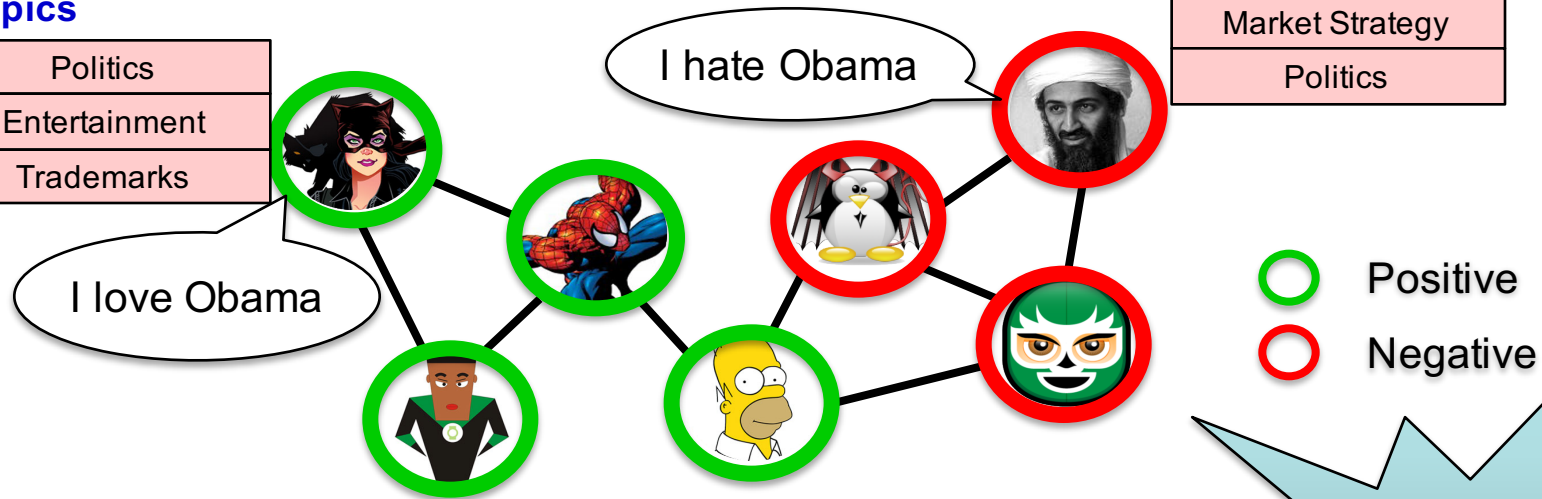 pics
Politics
Entertainment
Trademarks
I love Obama
I hate Obama
Market Strategy
Politics
Positive
Negative